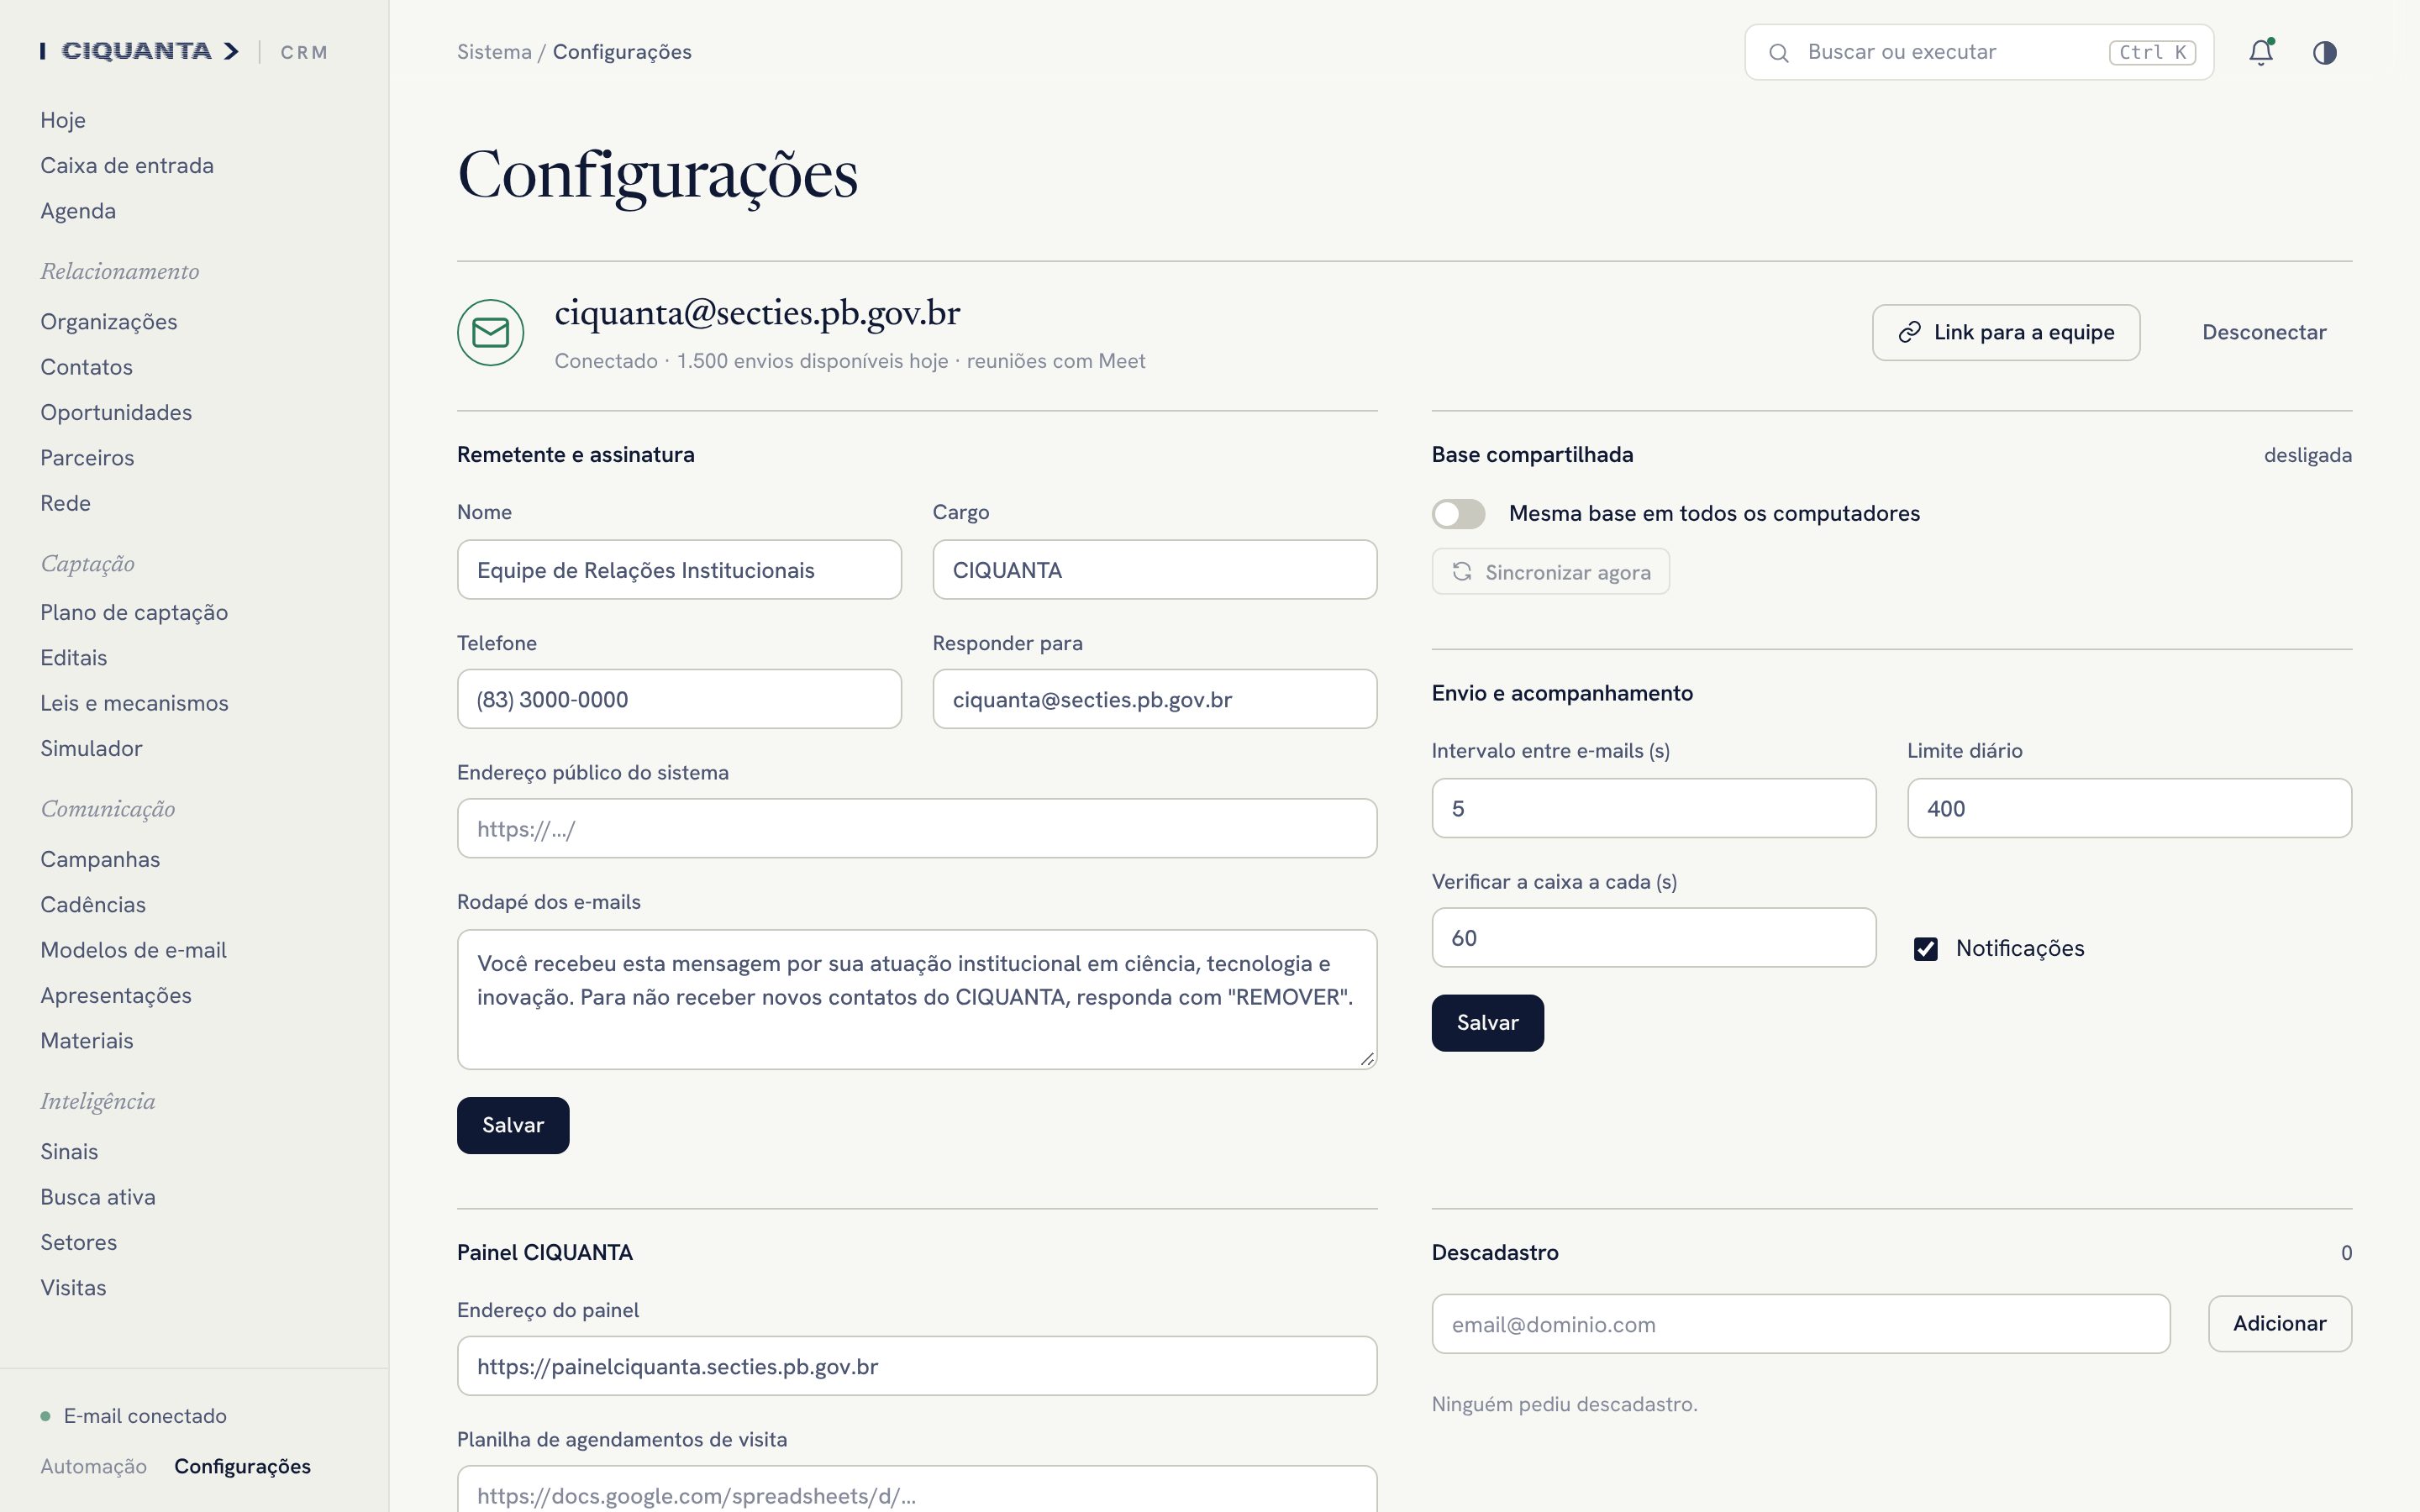 CIQUANTA
CRM
Hoje
Caixa de entrada
Agenda
Relacionamento
Organizações
Contatos
Oportunidades
Parceiros
Rede
Captação
Plano de captação
Editais
Leis e mecanismos
Simulador
Comunicação
Campanhas
Cadências
Modelos de e-mail
Apresentações
Materiais
Inteligência
Sinais
Busca ativa
Setores
Visitas
E-mail conectado
Automação Configurações
Sistema / Configurações
Buscar ou executar Ctrl K
Configurações
ciquanta@secties.pb.gov.br
Conectado · 1.500 envios disponíveis hoje · reuniões com Meet
Link para a equipe
Desconectar
Remetente e assinatura
Nome
Equipe de Relações Institucionais
Cargo
CIQUANTA
Telefone
(83) 3000-0000
Responder para
ciquanta@secties.pb.gov.br
Endereço público do sistema
https://.../
Rodapé dos e-mails
Você recebeu esta mensagem por sua atuação institucional em ciência, tecnologia e
inovação. Para não receber novos contatos do CIQUANTA, responda com "REMOVER".
Salvar
Base compartilhada
desligada
Mesma base em todos os computadores
Sincronizar agora
Envio e acompanhamento
Intervalo entre e-mails (s)
5
Limite diário
400
Verificar a caixa a cada (s)
60
Notificações
Salvar
Painel CIQUANTA
Endereço do painel
https://painelciquanta.secties.pb.gov.br
Planilha de agendamentos de visita
https://docs.google.com/spreadsheets/d/...
Descadastro
0
email@dominio.com
Adicionar
Ninguém pediu descadastro.